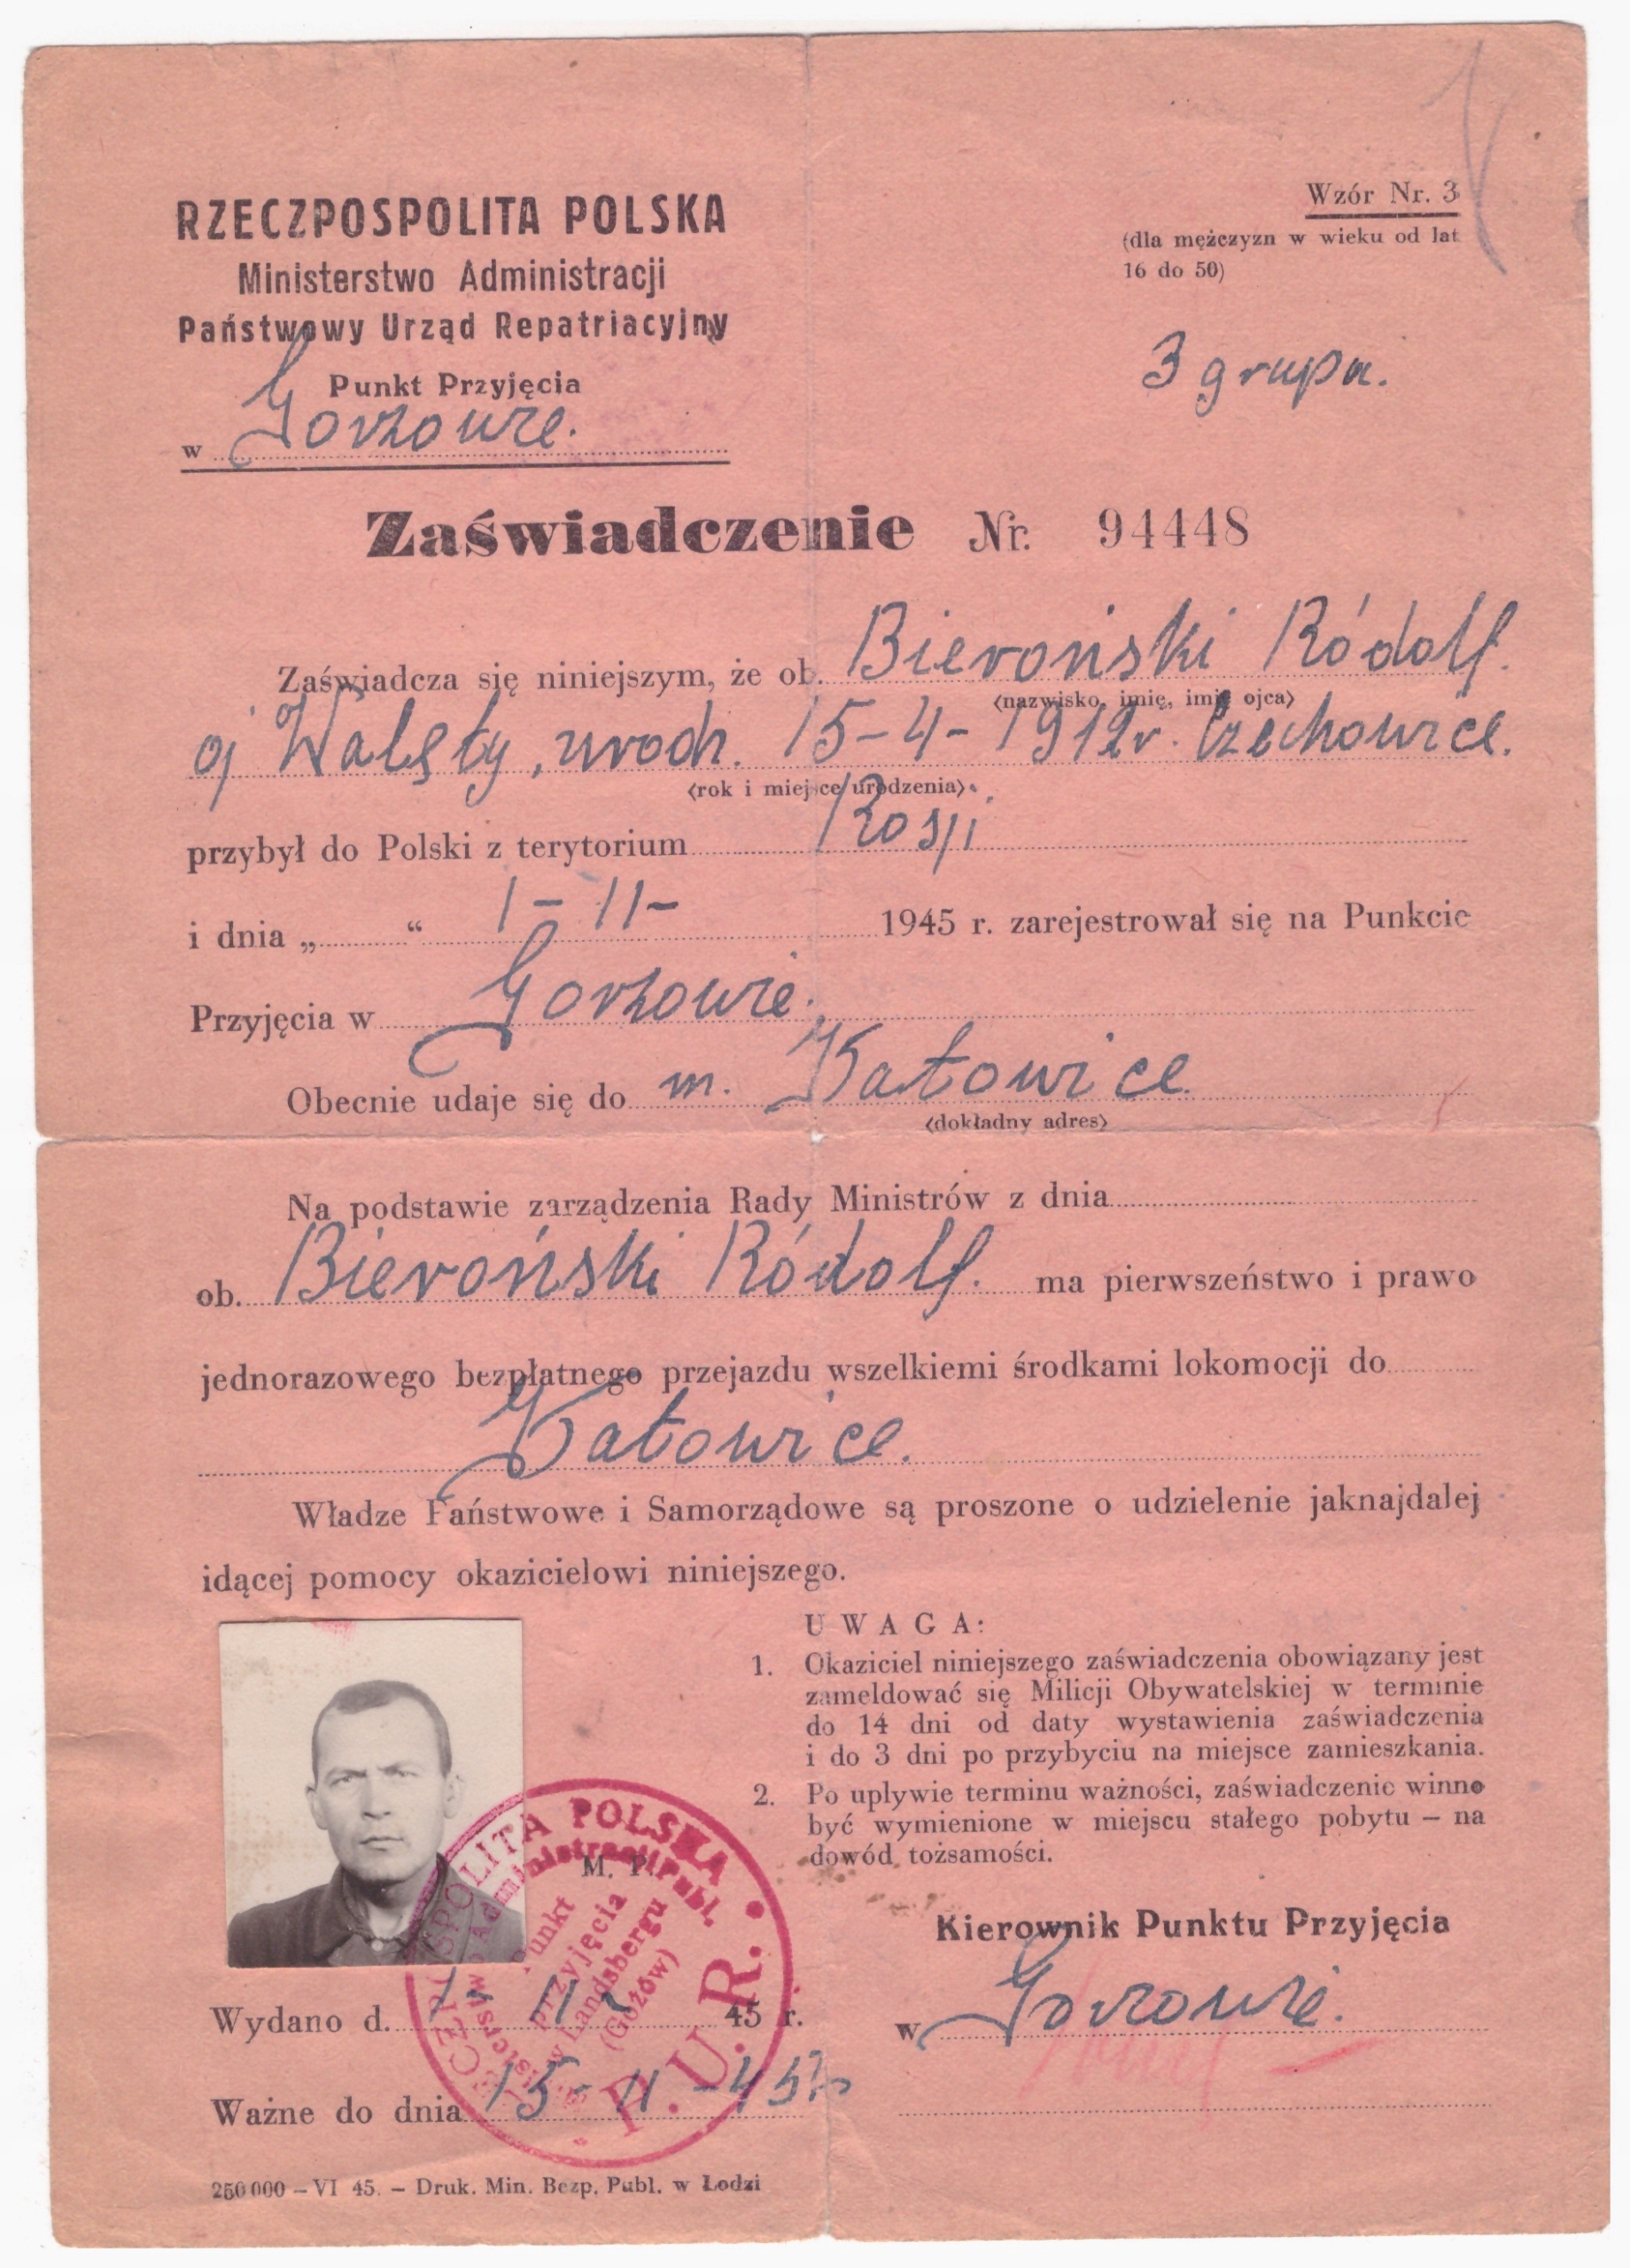 RZECZPOSPOLITA POLSKA
Ministerstwo Administracji
Państwowy Urząd Repatriacyjny
Punkt Przyjęcia
w Gorzowie.
Wzór Nr. 3
(dla mężczyzn w wieku od lat
16 do 50)
3 grupa.
Zaświadczenie Nr. 94448
Zaświadcza się niniejszym, że ob. Bieroński Ródolf.
(nazwisko, imię, imię ojca)
oj Walęty, urodz. 15-4-1912r. Czechowice.
(rok i miejsce urodzenia)
przybył do Polski z terytorium Rosji
i dnia „ “ 1-11- 1945 r. zarejestrował się na Punkcie
Przyjęcia w Gorzowie.
Obecnie udaje się do m. Katowice.
(dokładny adres)
Na podstawie zarządzenia Rady Ministrów z dnia
ob. Bieroński Ródolf. ma pierwszeństwo i prawo
jednorazowego bezpłatnego przejazdu wszelkiemi środkami lokomocji do
Katowice.
Władze Państwowe i Samorządowe są proszone o udzielenie jaknajdalej
idącej pomocy okazicielowi niniejszego.
U W A G A :
1. Okaziciel niniejszego zaświadczenia obowiązany jest
zameldować się Milicji Obywatelskiej w terminie
do 14 dni od daty wystawienia zaświadczenia
i do 3 dni po przybyciu na miejsce zamieszkania.
2. Po upływie terminu ważności, zaświadczenie winno
być wymienione w miejscu stałego pobytu – na
dowód tożsamości.
M. P.
RZECZPOSPOLITA POLSKA
Ministerstwo Administracji Publ.
Punkt
przyjęcia
w Landsbergu
(Gożów)
P.U.R.
Kierownik Punktu Przyjęcia
w Gorzowie.
Wydano d. 1- 11- 45 r.
Ważne do dnia 15-11-45r
250 000 – VI 45. – Druk. Min. Bezp. Publ. w Łodzi